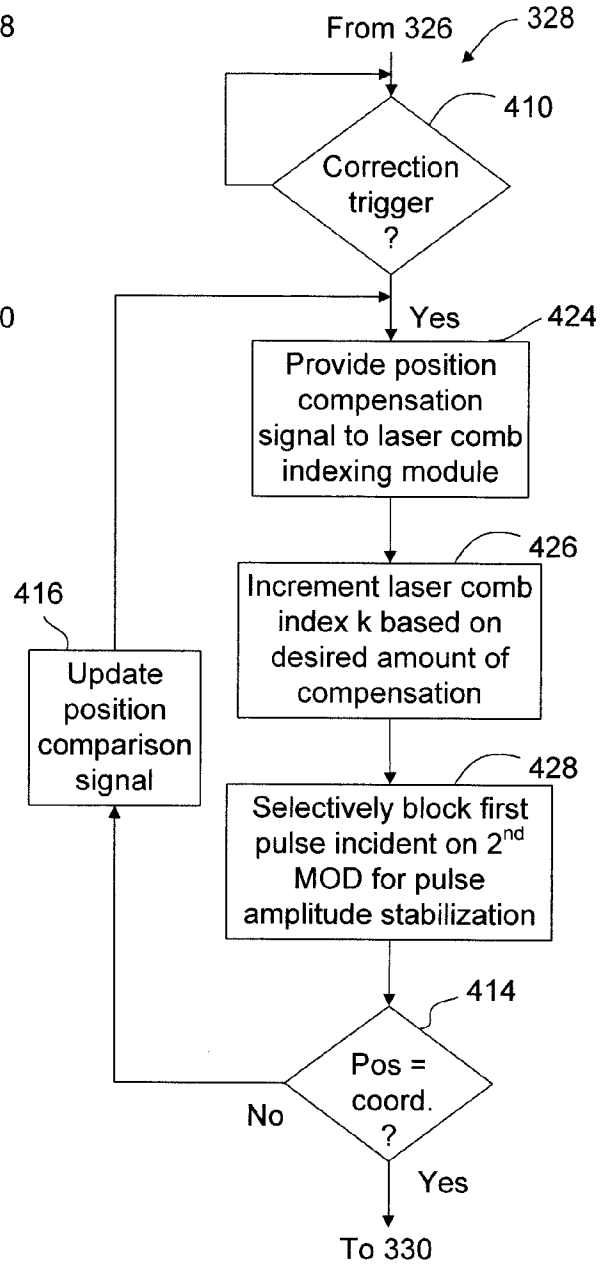 8
From 326
328
410
Correction
trigger
?
0
Yes
424
Provide position
compensation
signal to laser comb
indexing module
426
Increment laser comb
index k based on
desired amount of
compensation
416
Update
position
comparison
signal
428
Selectively block first
pulse incident on 2nd
MOD for pulse
amplitude stabilization
414
Pos =
coord.
?
No
Yes
To 330